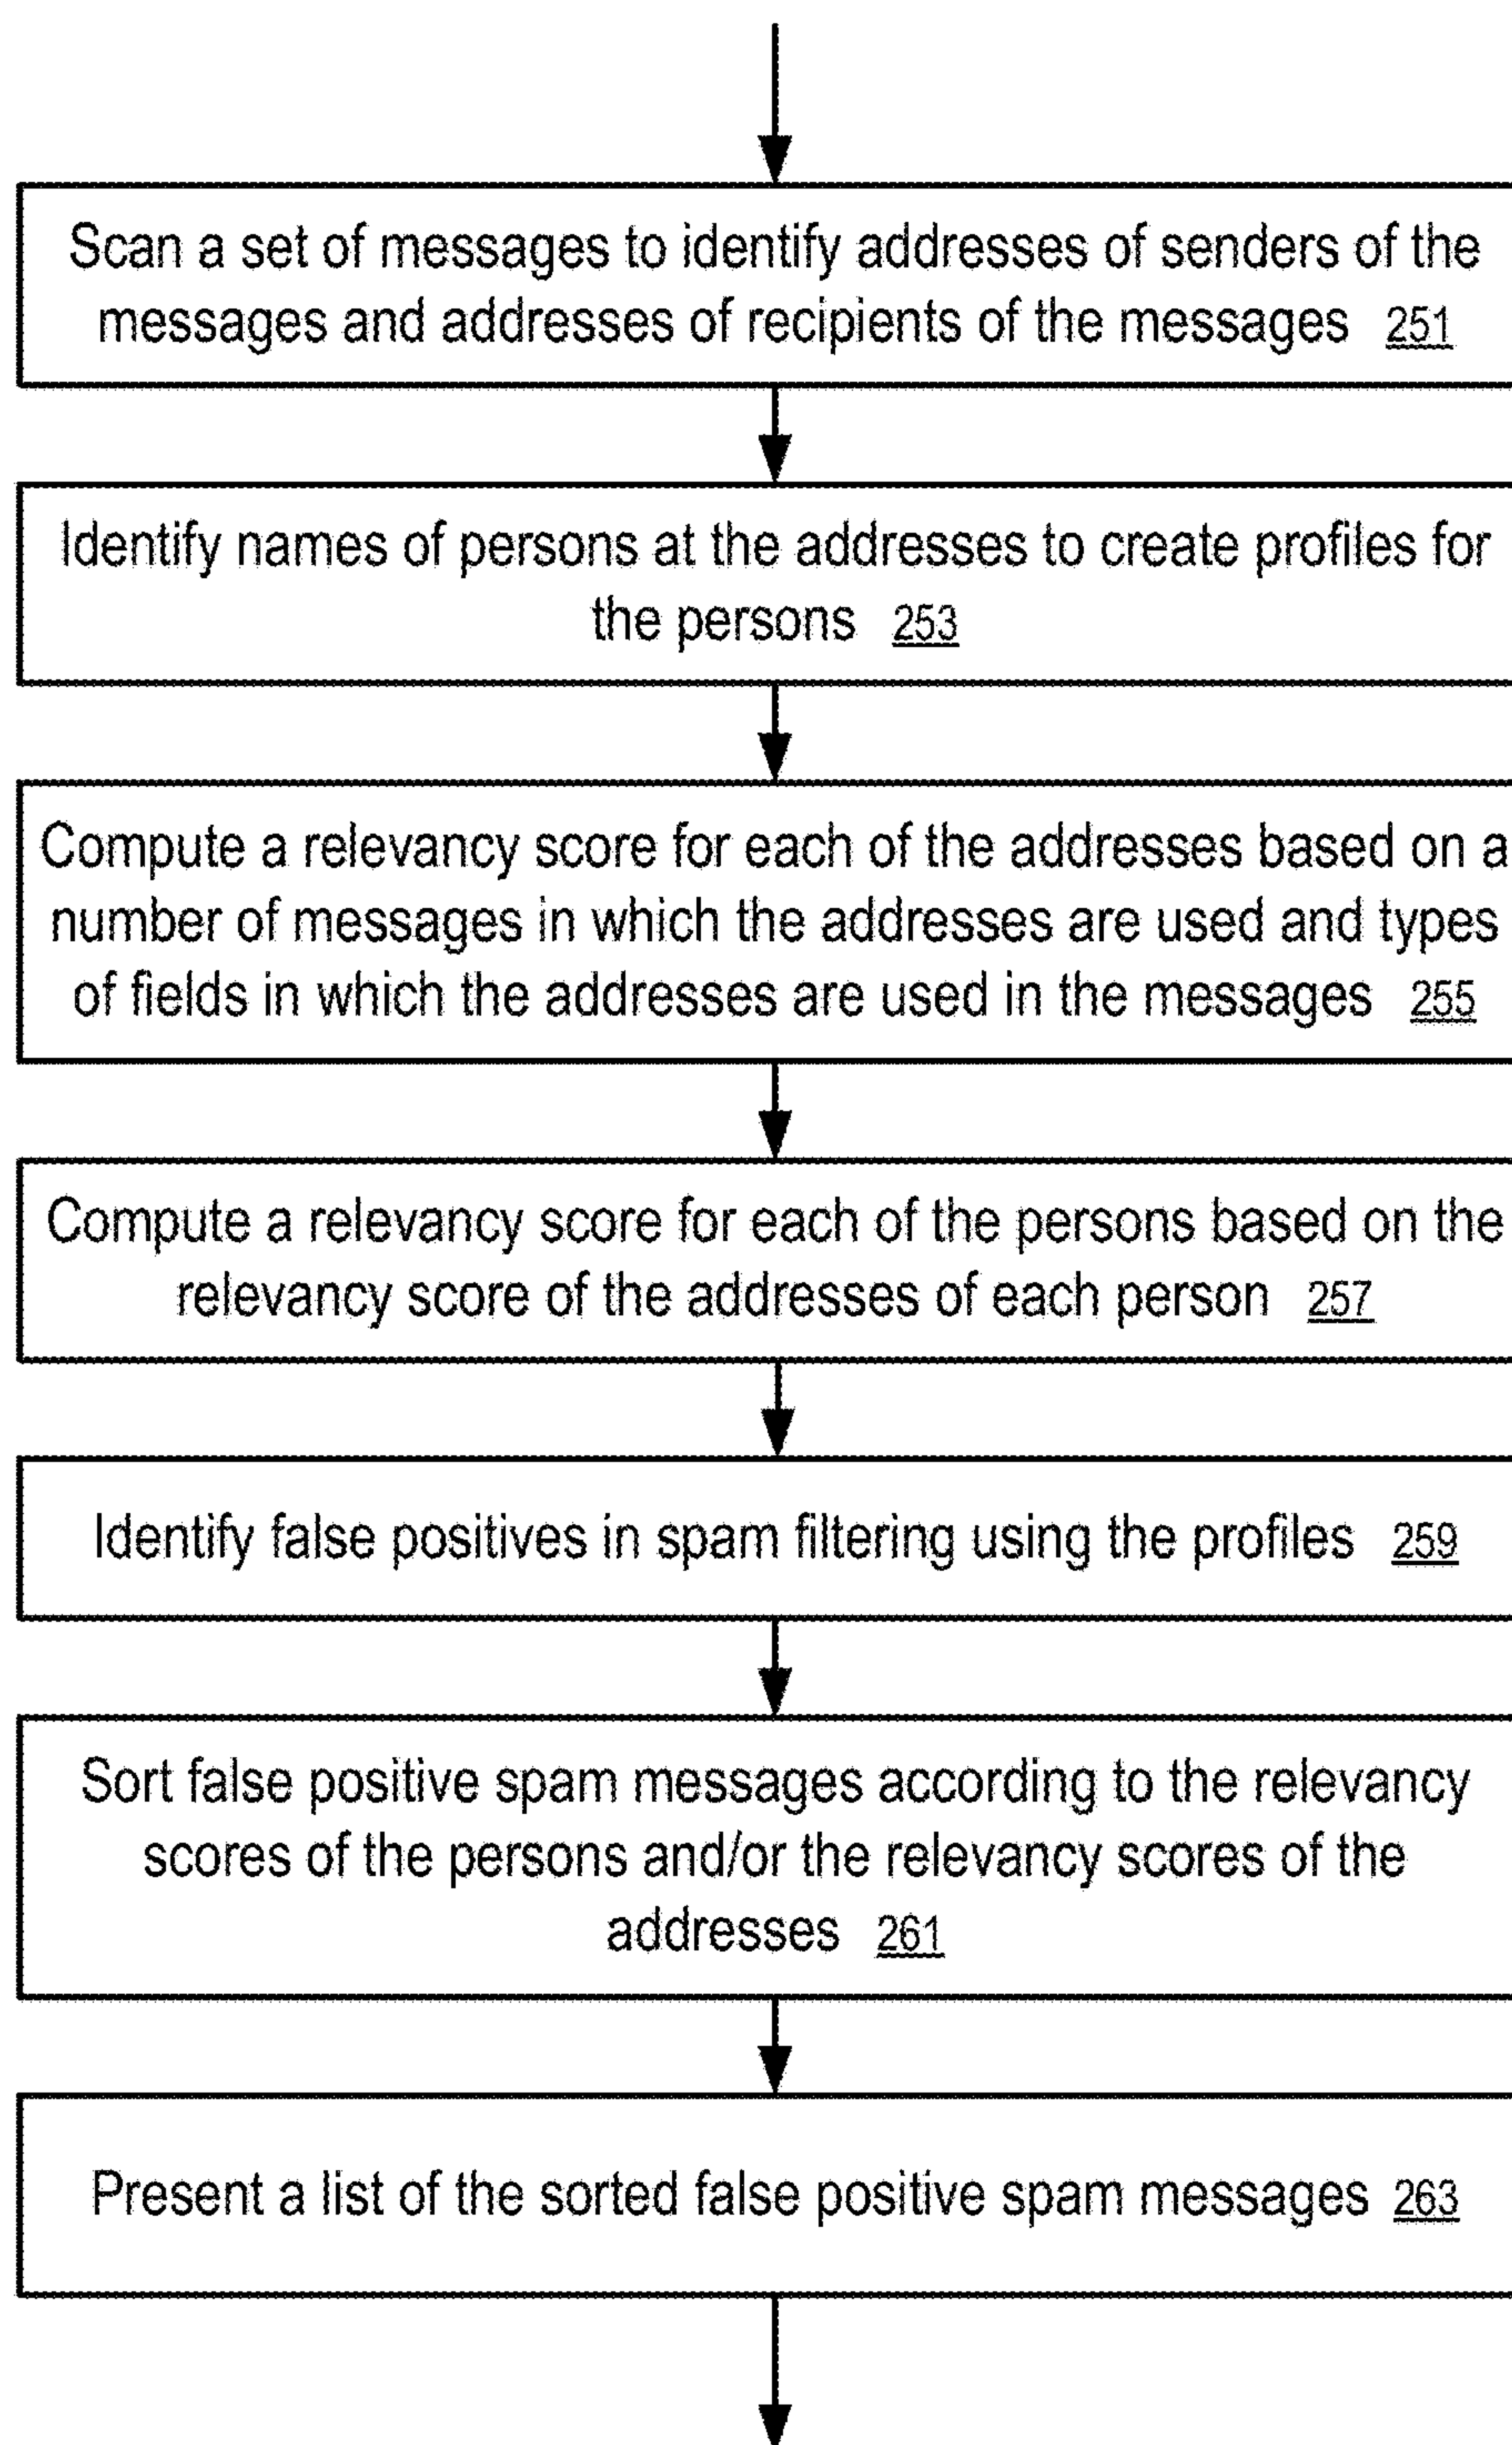 Scan a set of messages to identify addresses of senders of the
messages and addresses of recipients of the messages 251
Identify names of persons at the addresses to create profiles for
the persons 253
Compute a relevancy score for each of the addresses based on a
number of messages in which the addresses are used and types
of fields in which the addresses are used in the messages 255
Compute a relevancy score for each of the persons based on the
relevancy score of the addresses of each person 257
Identify false positives in spam filtering using the profiles 259
Sort false positive spam messages according to the relevancy
scores of the persons and/or the relevancy scores of the
addresses 261
Present a list of the sorted false positive spam messages 263